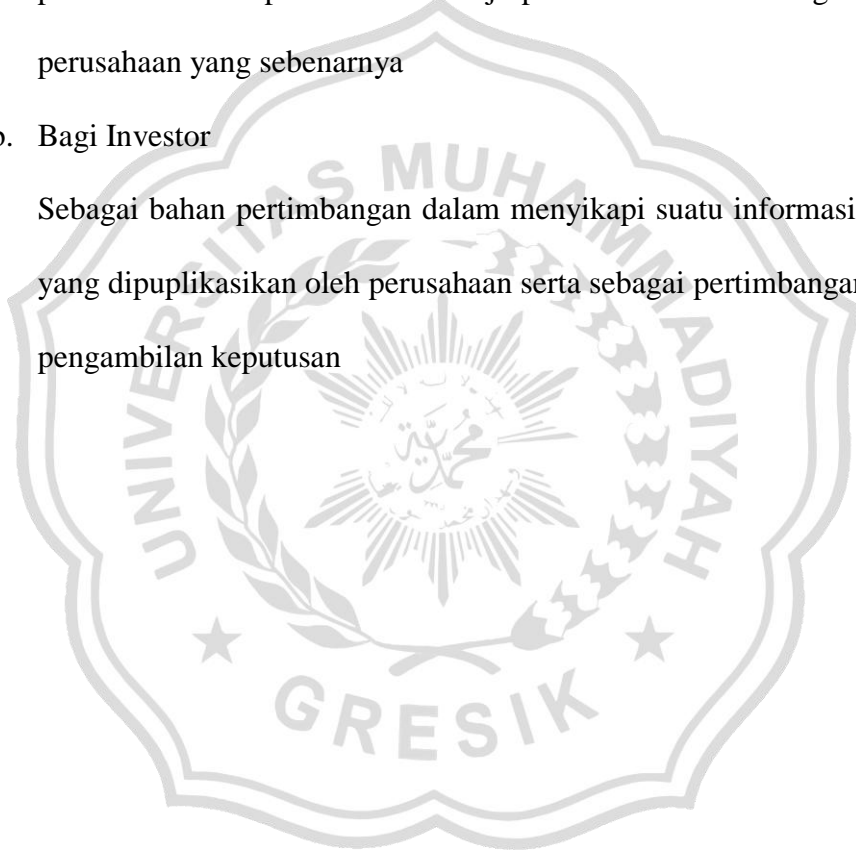 perusahaan yang sebenarnya
b. Bagi Investor
Sebagai bahan pertimbangan dalam menyikapi suatu informasi
yang dipuplikasikan oleh perusahaan serta sebagai pertimbangan
pengambilan keputusan
UNIVERSITAS MUHAMMADIYAH
GRESIK